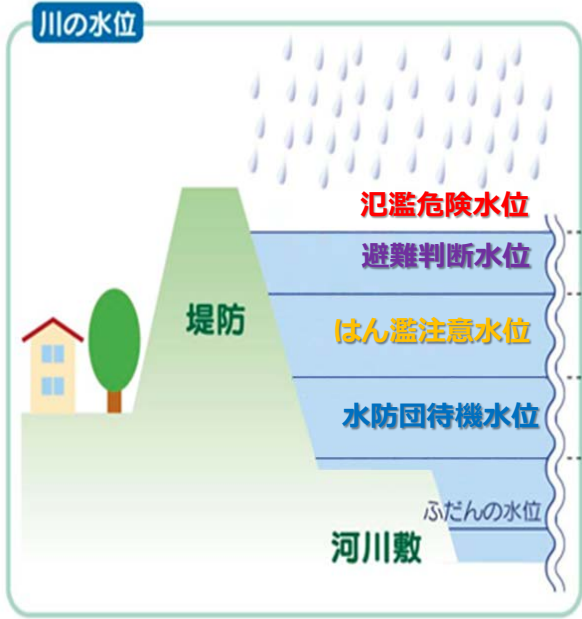 川の水位
氾濫危険水位
避難判断水位
堤防
はん濫注意水位
水防団待機水位
ふだんの水位
河川敷